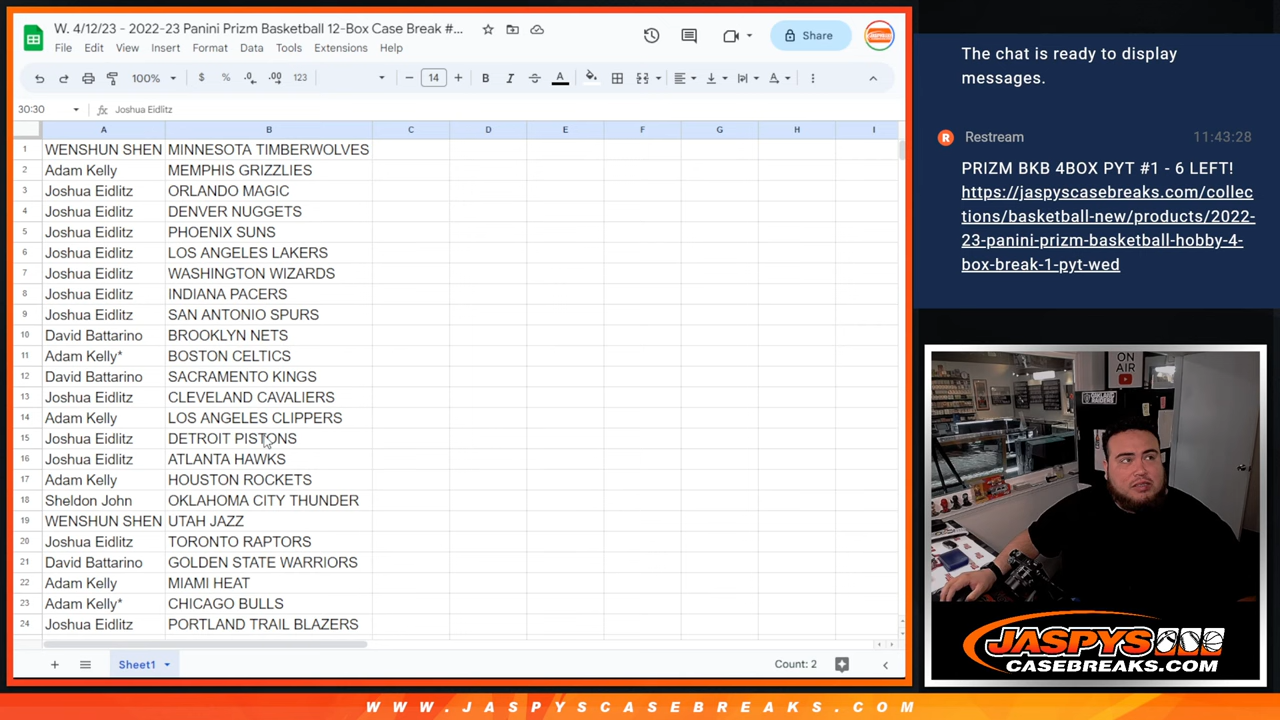 W. 4/12/23 - 2022-23 Panini Prizm Basketball 12-Box Case Break #...
File Edit View Insert Format Data Tools Extensions Help
Share
100% $ % .0 .00 123 14 B I A
30:30 fx Joshua Eidlitz
A B C D E F G H I
1 WENSHUN SHEN MINNESOTA TIMBERWOLVES
2 Adam Kelly MEMPHIS GRIZZLIES
3 Joshua Eidlitz ORLANDO MAGIC
4 Joshua Eidlitz DENVER NUGGETS
5 Joshua Eidlitz PHOENIX SUNS
6 Joshua Eidlitz LOS ANGELES LAKERS
7 Joshua Eidlitz WASHINGTON WIZARDS
8 Joshua Eidlitz INDIANA PACERS
9 Joshua Eidlitz SAN ANTONIO SPURS
10 David Battarino BROOKLYN NETS
11 Adam Kelly* BOSTON CELTICS
12 David Battarino SACRAMENTO KINGS
13 Joshua Eidlitz CLEVELAND CAVALIERS
14 Adam Kelly LOS ANGELES CLIPPERS
15 Joshua Eidlitz DETROIT PISTONS
16 Joshua Eidlitz ATLANTA HAWKS
17 Adam Kelly HOUSTON ROCKETS
18 Sheldon John OKLAHOMA CITY THUNDER
19 WENSHUN SHEN UTAH JAZZ
20 Joshua Eidlitz TORONTO RAPTORS
21 David Battarino GOLDEN STATE WARRIORS
22 Adam Kelly MIAMI HEAT
23 Adam Kelly* CHICAGO BULLS
24 Joshua Eidlitz PORTLAND TRAIL BLAZERS
Sheet1
Count: 2
The chat is ready to display
messages.
R Restream 11:43:28
PRIZM BKB 4BOX PYT #1 - 6 LEFT!
https://jaspyscasebreaks.com/collec
tions/basketball-new/products/2022-
23-panini-prizm-basketball-hobby-4-
box-break-1-pyt-wed
ON
AIR
OAKLAND
RAIDERS
JASPYS
CASEBREAKS.COM
WWW.JASPYSCASEBREAKS.COM